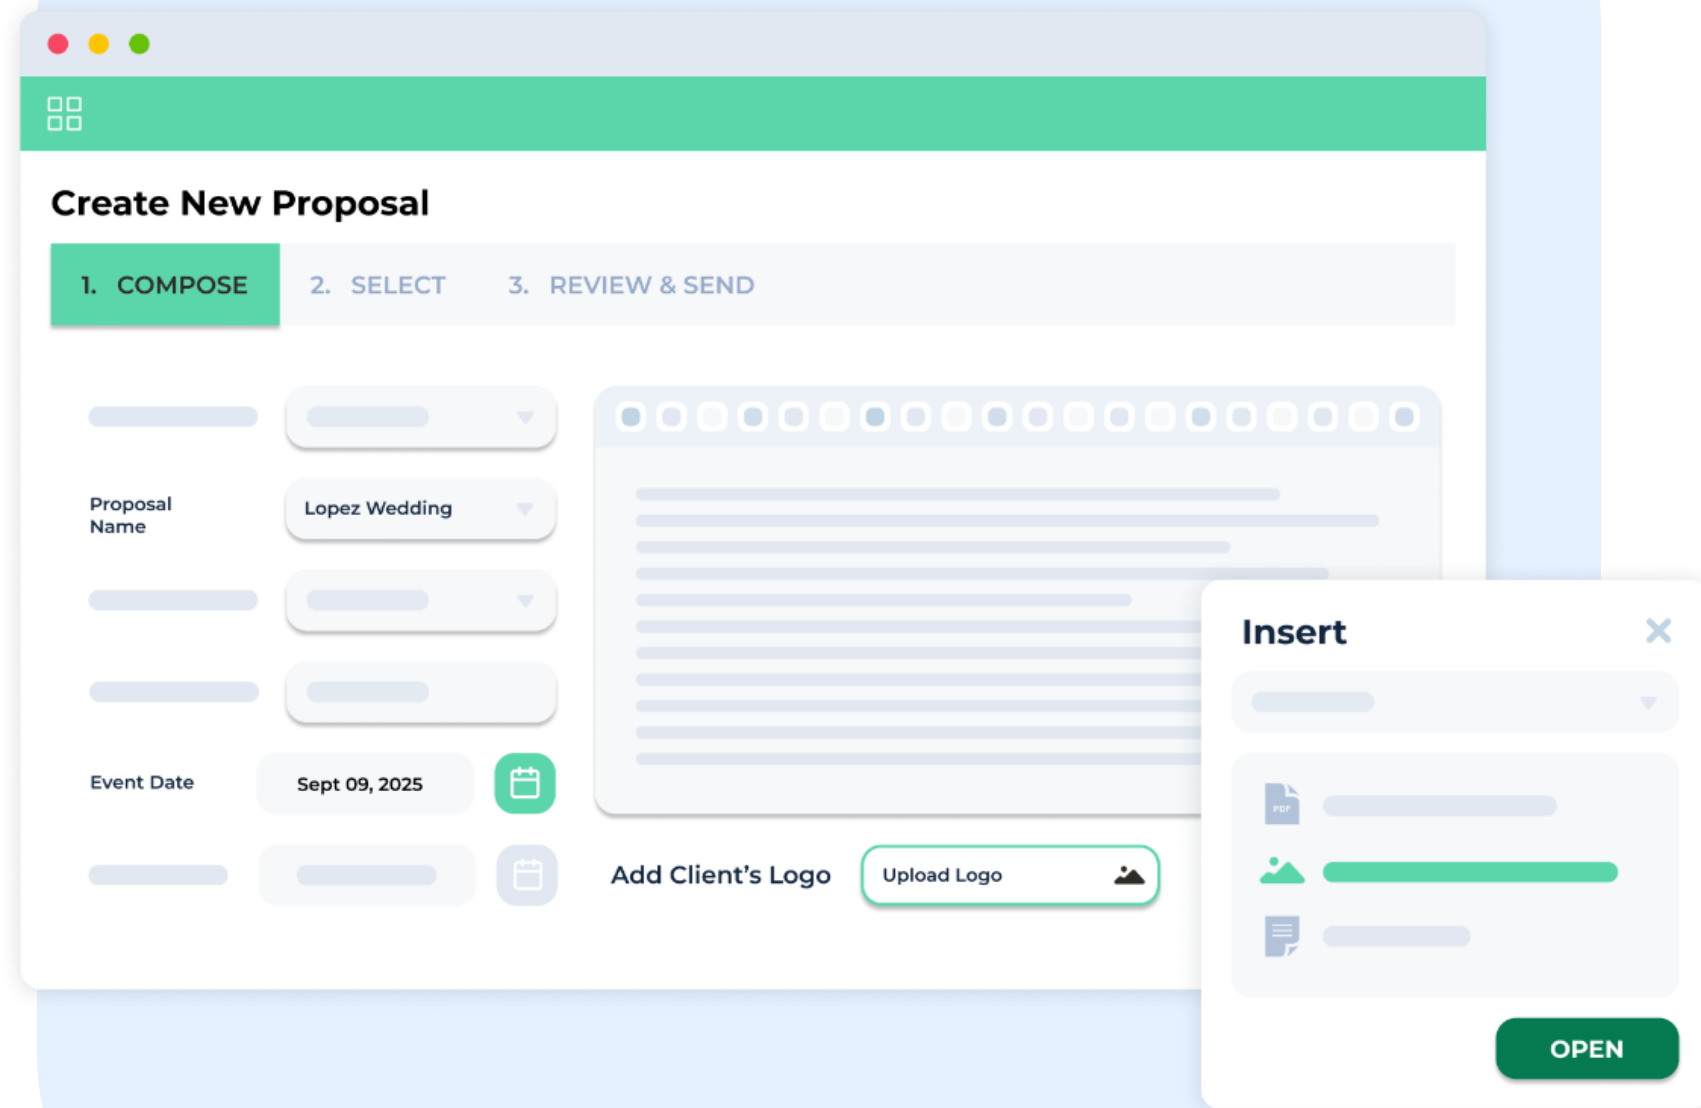 Create New Proposal
1. COMPOSE 2. SELECT 3. REVIEW & SEND
Proposal
Name
Lopez Wedding
Event Date
Sept 09, 2025
Add Client’s Logo
Upload Logo
Insert
PDF
OPEN